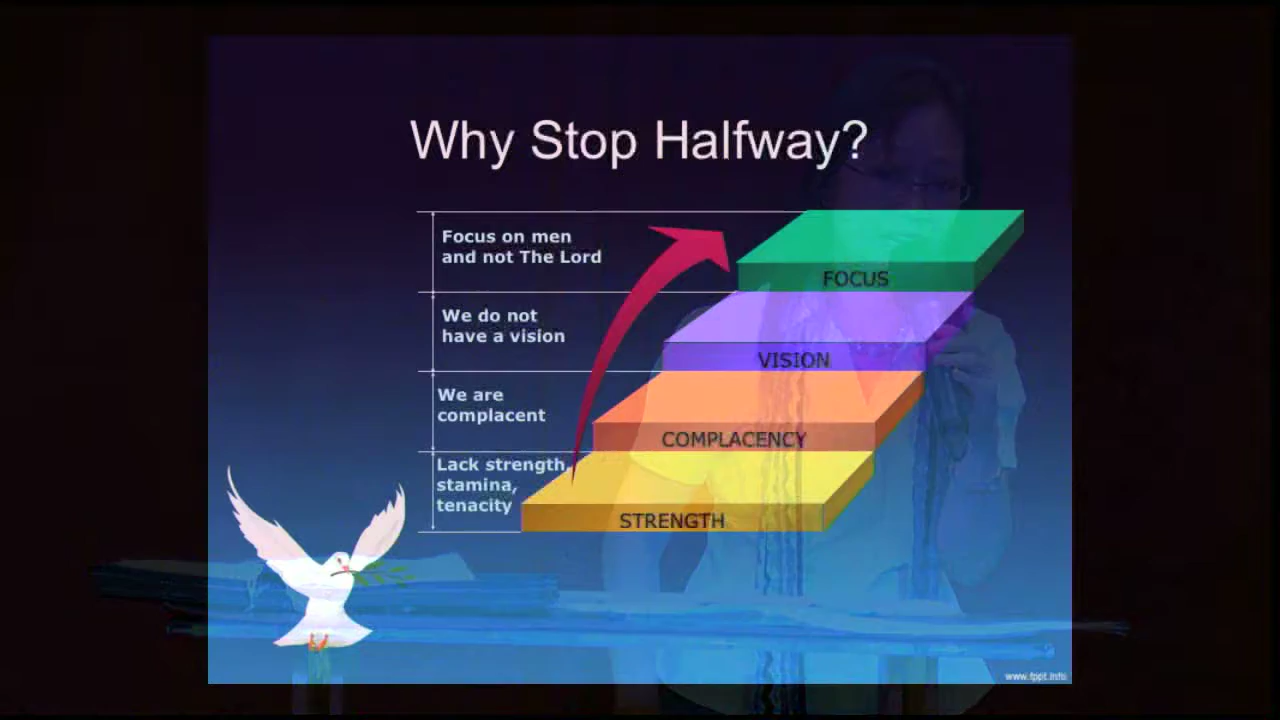 Why Stop Halfway?
Focus on men
and not The Lord
FOCUS
We do not
have a vision
VISION
We are
complacent
COMPLACENCY
Lack strength,
stamina,
tenacity
STRENGTH
www.fppt.info